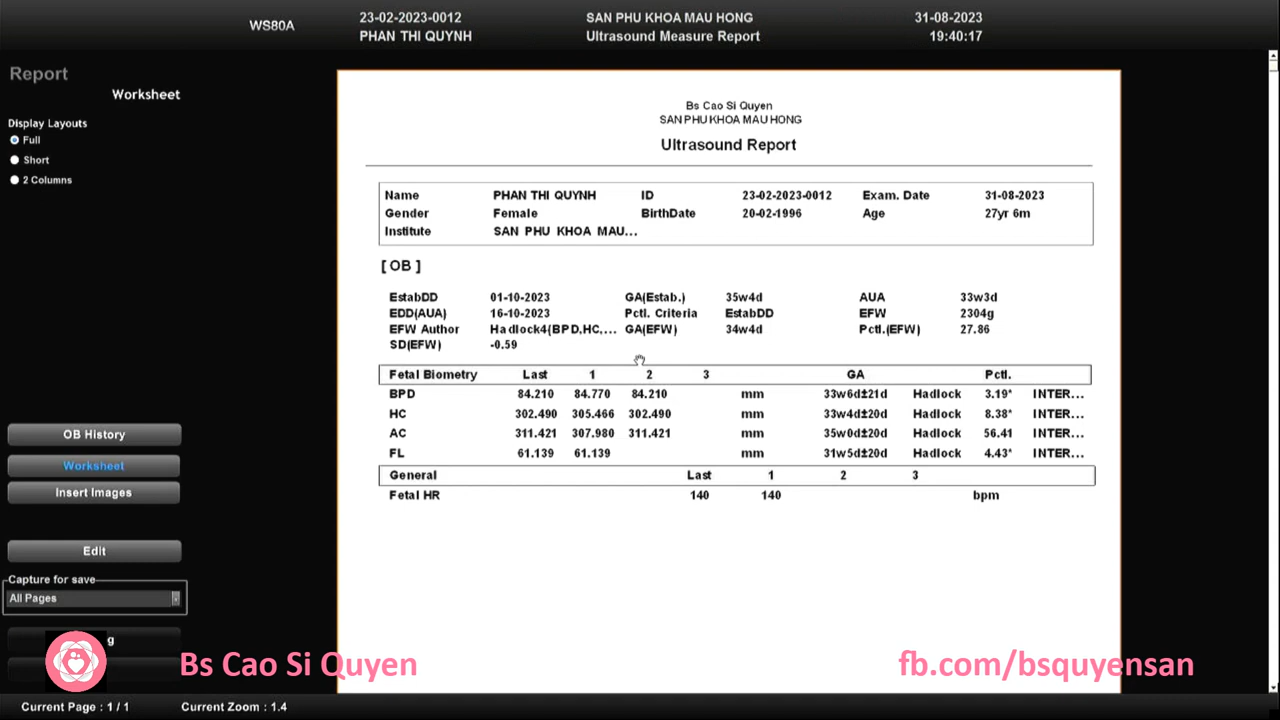 WS80A 23-02-2023-0012 SAN PHU KHOA MAU HONG 31-08-2023
PHAN THI QUYNH Ultrasound Measure Report 19:40:17
Report
Worksheet
Display Layouts
Full
Short
2 Columns
Bs Cao Si Quyen
SAN PHU KHOA MAU HONG
Ultrasound Report
Name PHAN THI QUYNH ID 23-02-2023-0012 Exam. Date 31-08-2023
Gender Female BirthDate 20-02-1996 Age 27yr 6m
Institute SAN PHU KHOA MAU...
[ OB ]
EstabDD 01-10-2023 GA(Estab.) 35w4d AUA 33w3d
EDD(AUA) 16-10-2023 Pctl. Criteria EstabDD EFW 2304g
EFW Author Hadlock4(BPD,HC,... GA(EFW) 34w4d Pctl.(EFW) 27.86
SD(EFW) -0.59
Fetal Biometry Last 1 2 3 GA Pctl.
BPD 84.210 84.770 84.210 mm 33w6d±21d Hadlock 3.19* INTER...
HC 302.490 305.466 302.490 mm 33w4d±20d Hadlock 8.38* INTER...
AC 311.421 307.980 311.421 mm 35w0d±20d Hadlock 56.41 INTER...
FL 61.139 61.139 mm 31w5d±20d Hadlock 4.43* INTER...
General Last 1 2 3
Fetal HR 140 140 bpm
OB History
Worksheet
Insert Images
Edit
Capture for save
All Pages
g
Bs Cao Si Quyen fb.com/bsquyensan
Current Page : 1 / 1 Current Zoom : 1.4